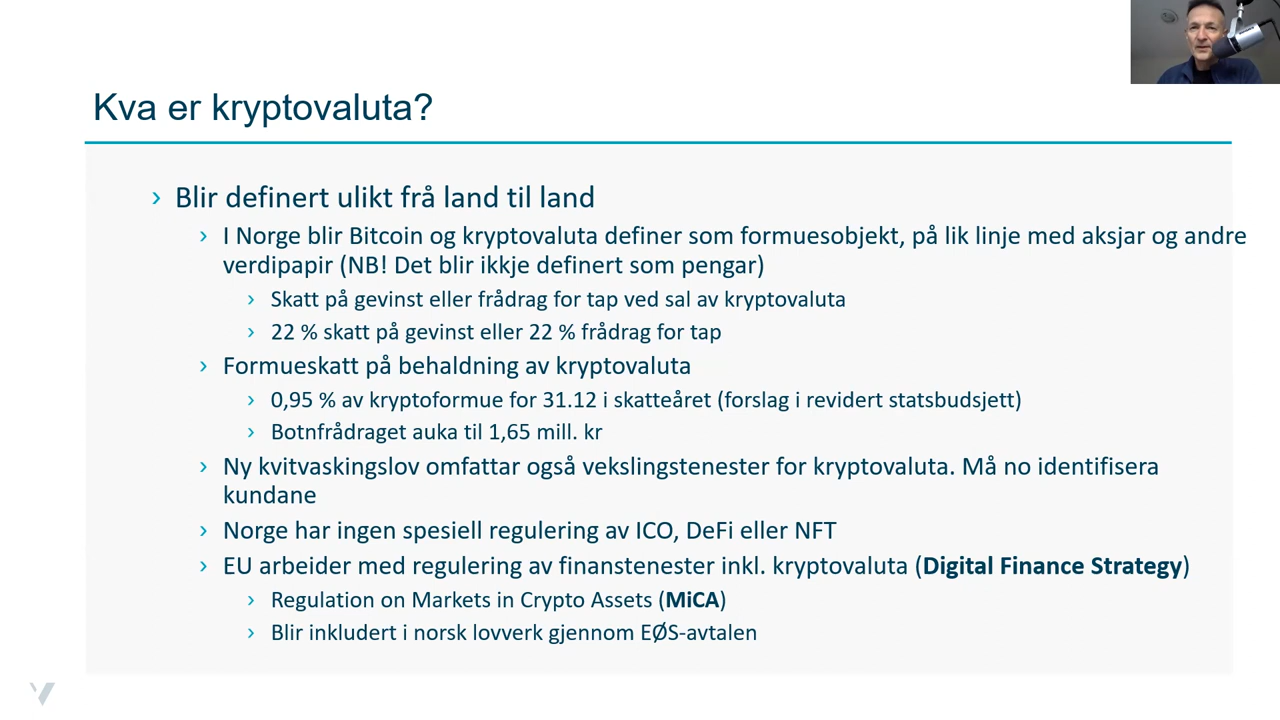 Kva er kryptovaluta?
Blir definert ulikt frå land til land
I Norge blir Bitcoin og kryptovaluta definer som formuesobjekt, på lik linje med aksjar og andre
verdipapir (NB! Det blir ikkje definert som pengar)
Skatt på gevinst eller frådrag for tap ved sal av kryptovaluta
22 % skatt på gevinst eller 22 % frådrag for tap
Formueskatt på behaldning av kryptovaluta
0,95 % av kryptoformue for 31.12 i skatteåret (forslag i revidert statsbudsjett)
Botnfrådraget auka til 1,65 mill. kr
Ny kvitvaskingslov omfattar også vekslingstenester for kryptovaluta. Må no identifisera
kundane
Norge har ingen spesiell regulering av ICO, DeFi eller NFT
EU arbeider med regulering av finanstenester inkl. kryptovaluta (Digital Finance Strategy)
Regulation on Markets in Crypto Assets (MiCA)
Blir inkludert i norsk lovverk gjennom EØS-avtalen